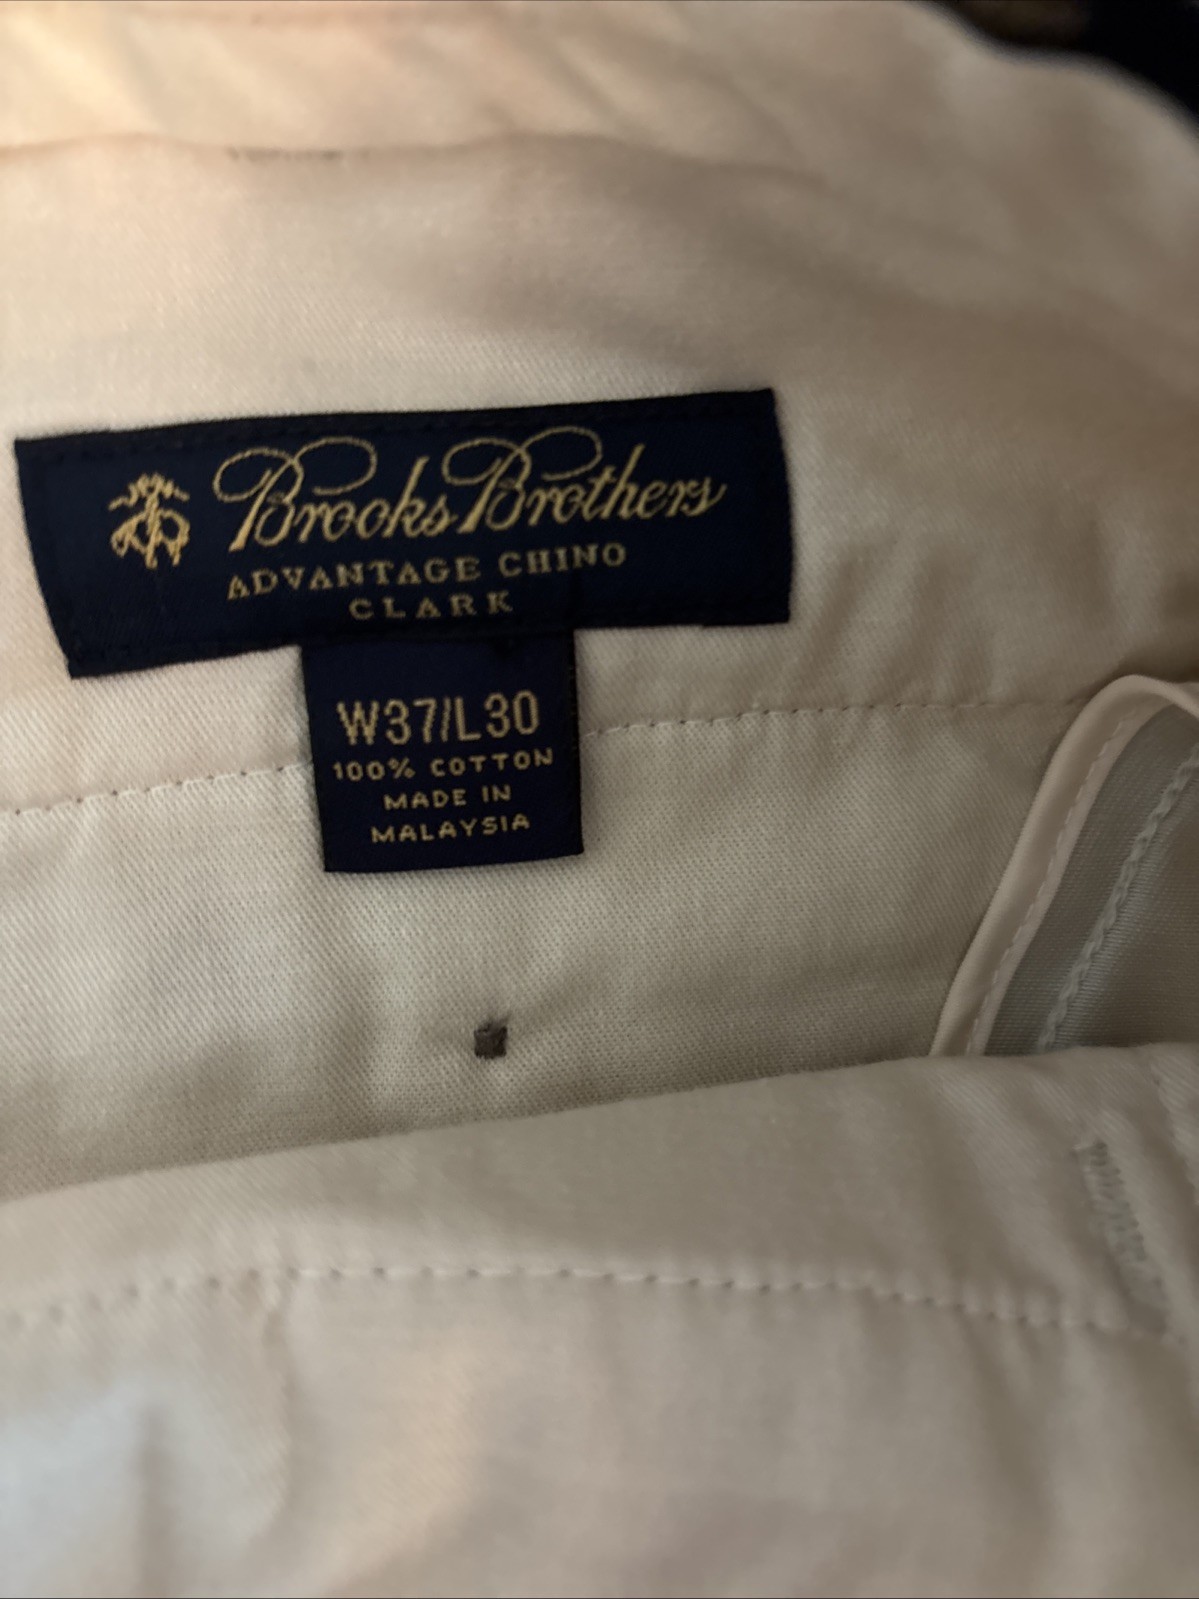 Brooks Brothers
ADVANTAGE CHINO
CLARK
W37/L30
100% COTTON
MADE IN
MALAYSIA